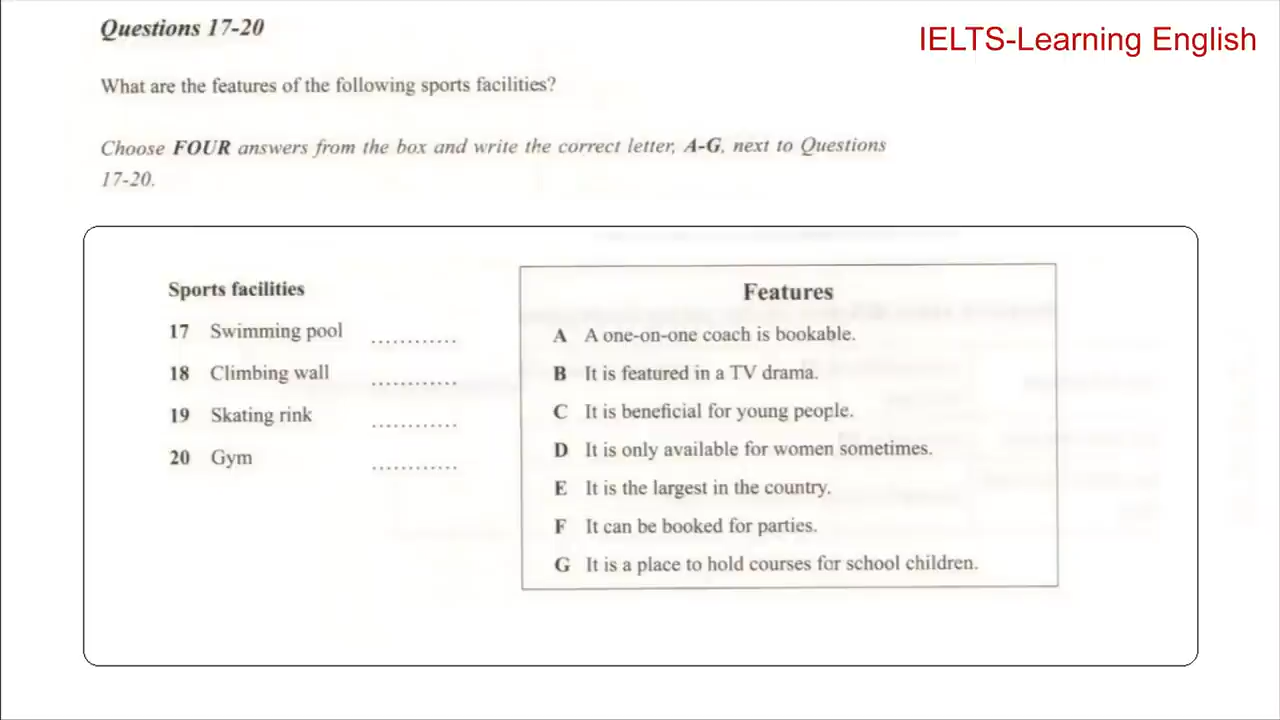 Questions 17-20
IELTS-Learning English
What are the features of the following sports facilities?
Choose FOUR answers from the box and write the correct letter, A-G, next to Questions
17-20.
Sports facilities
17 Swimming pool ............
18 Climbing wall ............
19 Skating rink ............
20 Gym ............
Features
A A one-on-one coach is bookable.
B It is featured in a TV drama.
C It is beneficial for young people.
D It is only available for women sometimes.
E It is the largest in the country.
F It can be booked for parties.
G It is a place to hold courses for school children.